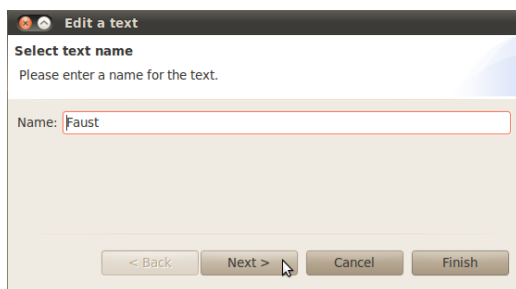 Edit a text
Select text name
Please enter a name for the text.
Name: Faust
< Back Next > Cancel Finish